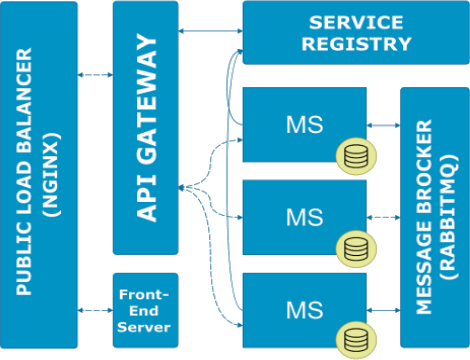 PUBLIC LOAD BALANCER
(NGINX)
API GATEWAY
Front-
End
Server
SERVICE
REGISTRY
MS
MS
MS
MESSAGE BROCKER
(RABBITMQ)